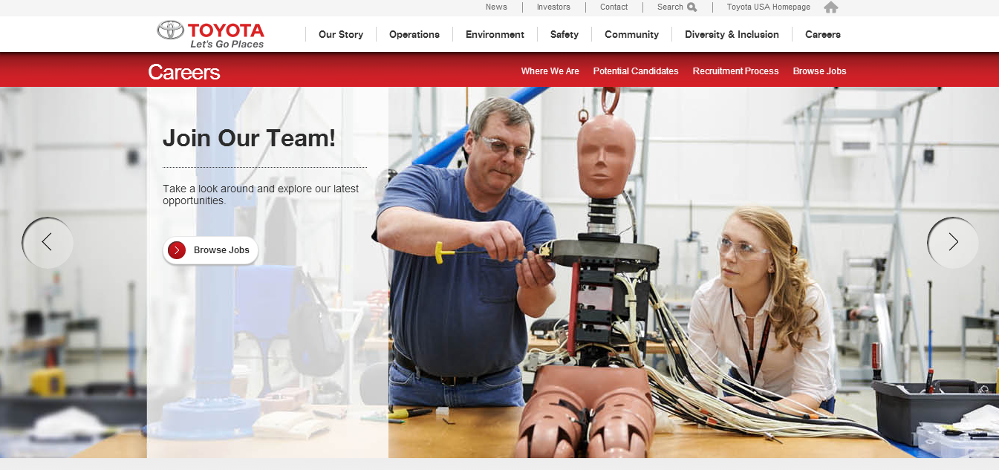 News Investors Contact Search Toyota USA Homepage
TOYOTA
Let's Go Places
Our Story Operations Environment Safety Community Diversity & Inclusion Careers
Careers
Where We Are Potential Candidates Recruitment Process Browse Jobs
Join Our Team!
Take a look around and explore our latest
opportunities.
Browse Jobs